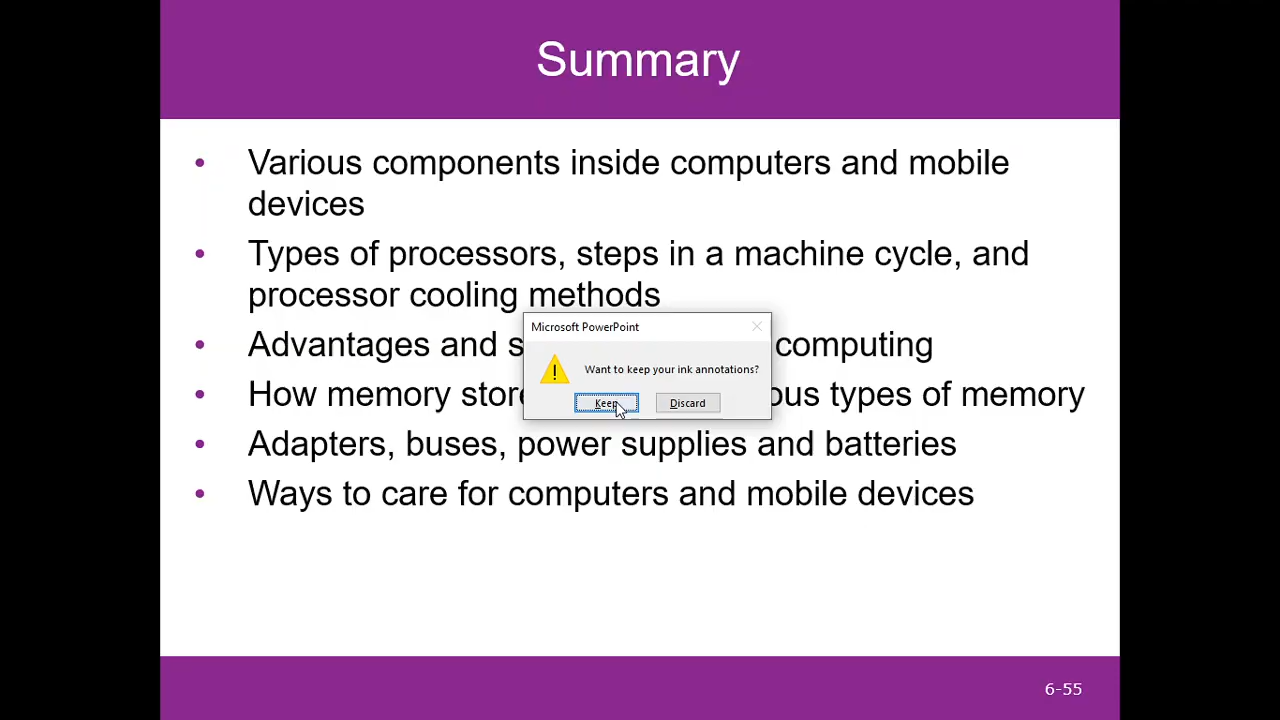 Summary
• Various components inside computers and mobile
devices
• Types of processors, steps in a machine cycle, and
processor cooling methods
• Advantages and s computing
• How memory store ous types of memory
• Adapters, buses, power supplies and batteries
• Ways to care for computers and mobile devices
Microsoft PowerPoint
Want to keep your ink annotations?
Keep Discard
6-55